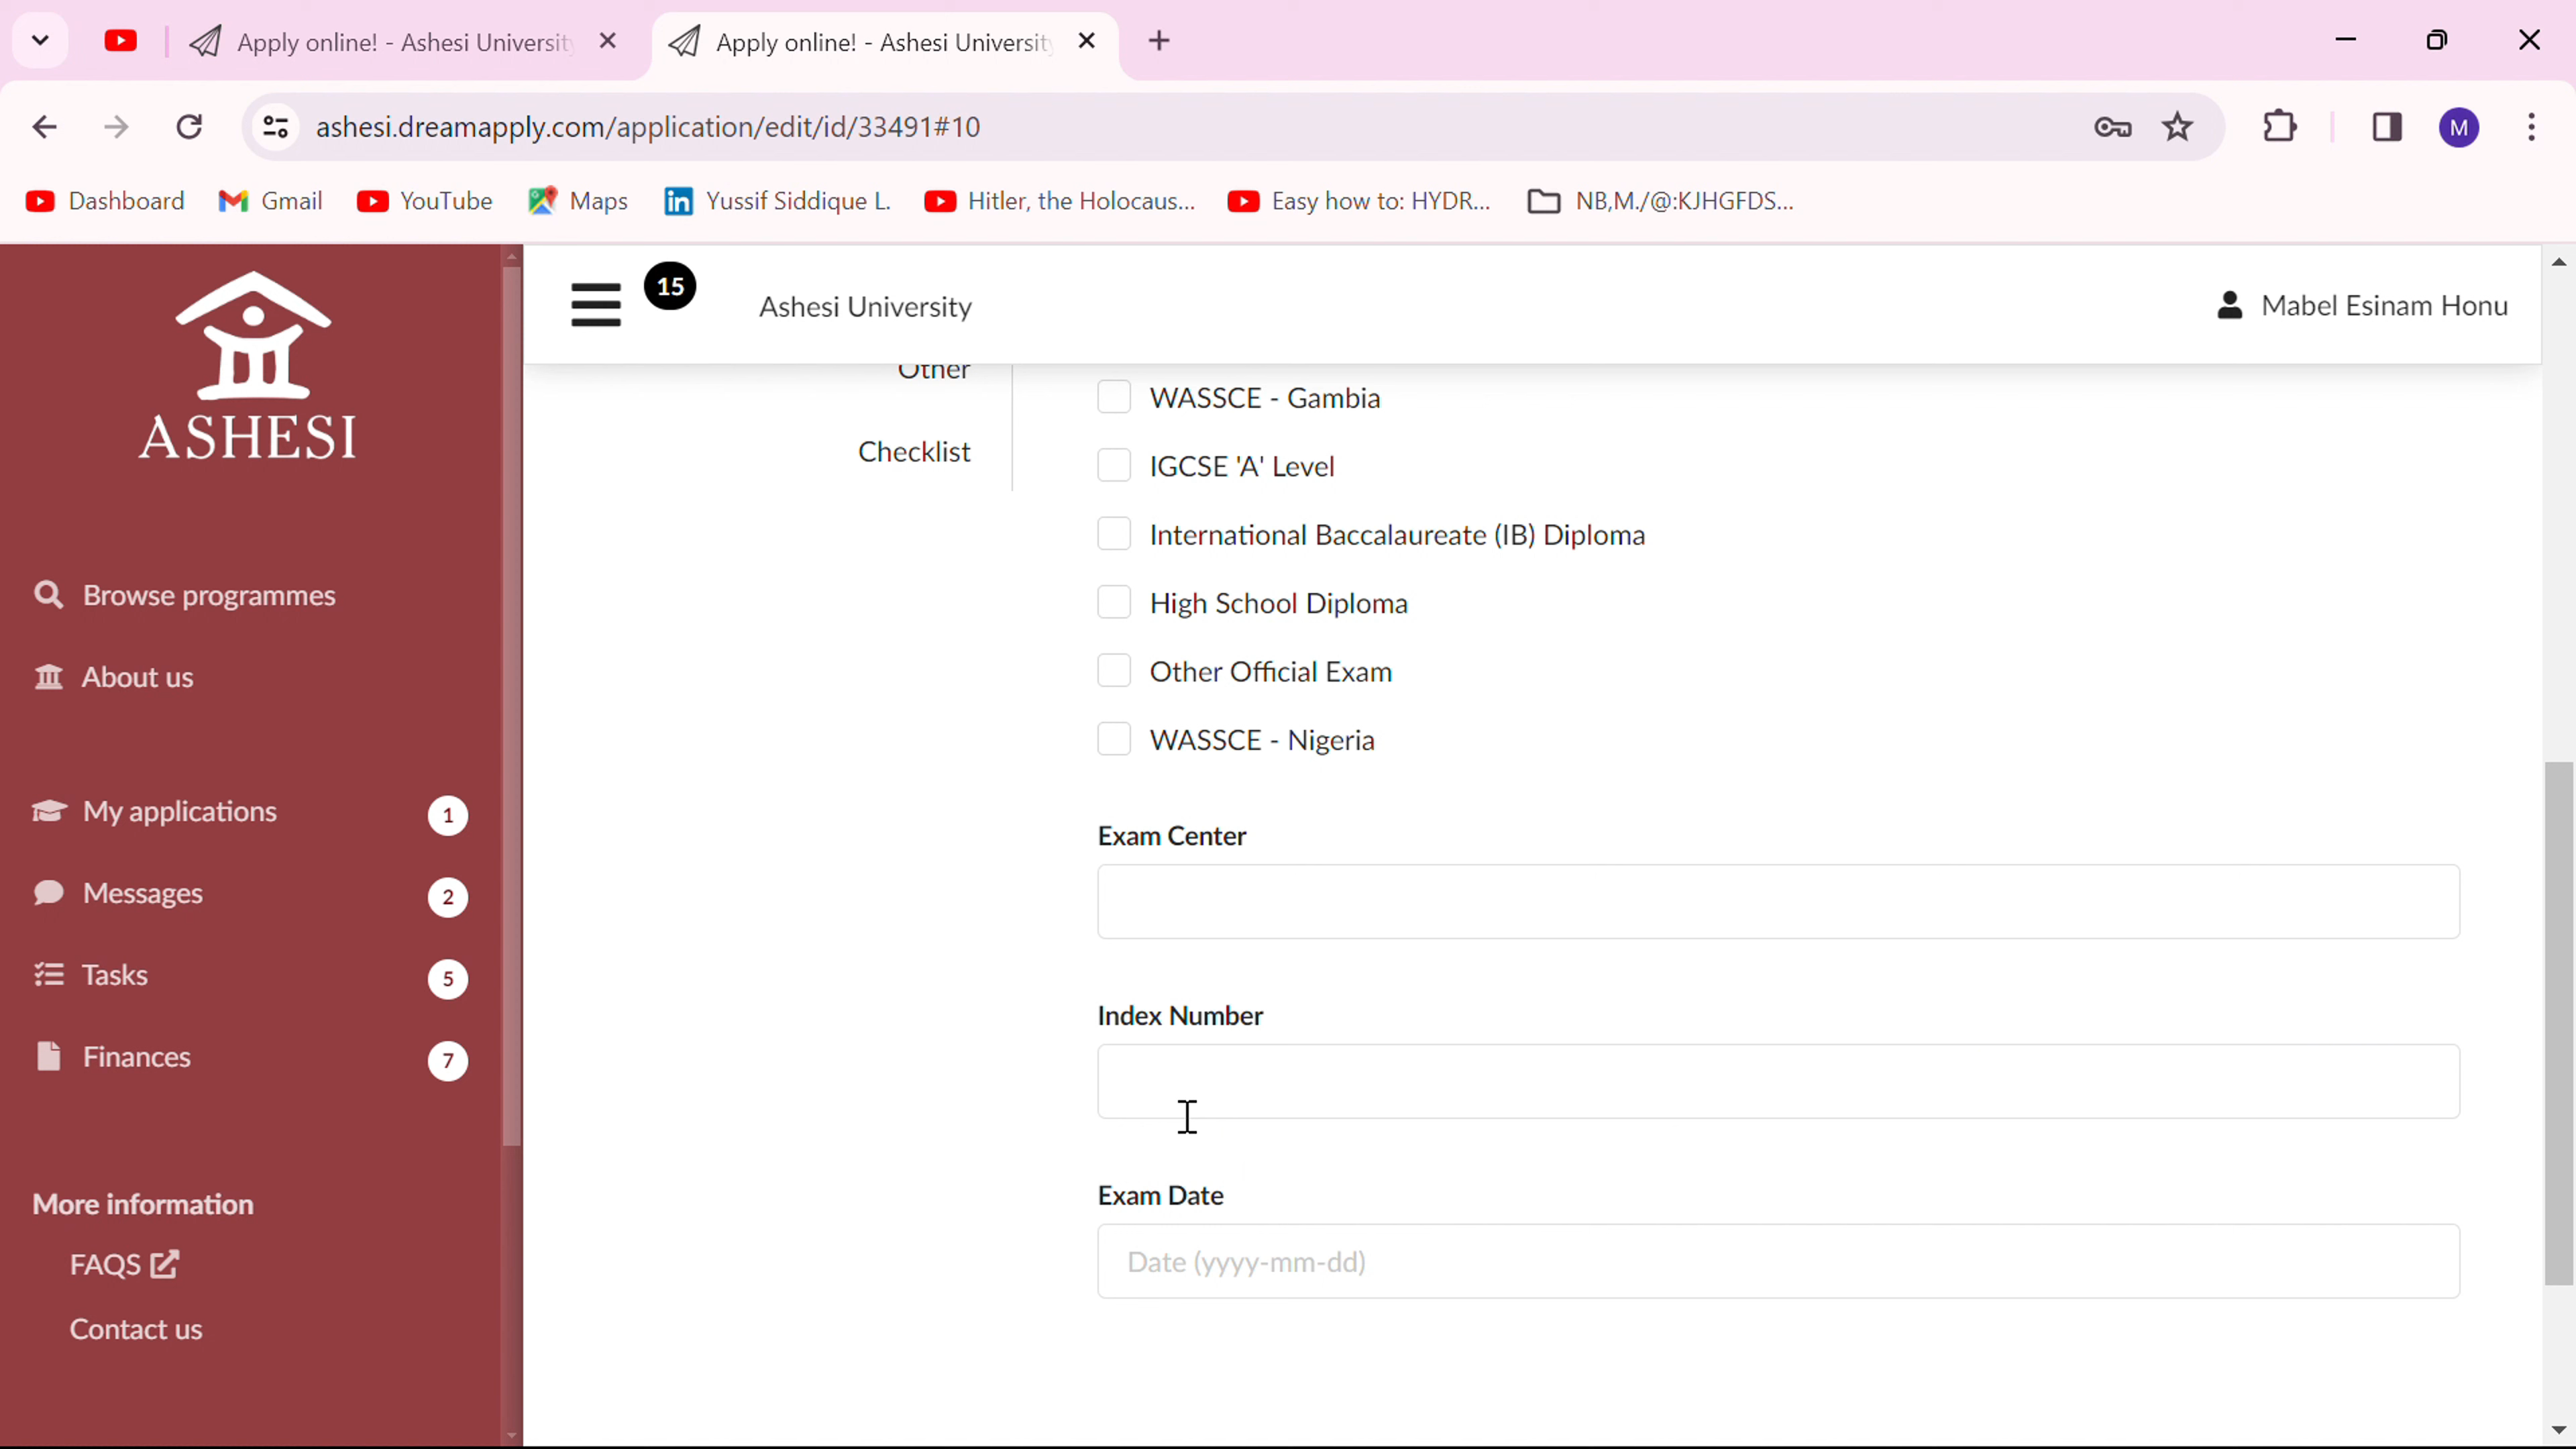 Apply online! - Ashesi University
Apply online! - Ashesi University
ashesi.dreamapply.com/application/edit/id/33491#10
M
Dashboard
Gmail
YouTube
Maps
Yussif Siddique L.
Hitler, the Holocaus...
Easy how to: HYDR...
NB,M./@:KJHGFDS...
ASHESI
Browse programmes
About us
My applications 1
Messages 2
Tasks 5
Finances 7
More information
FAQS
Contact us
15
Ashesi University
Mabel Esinam Honu
Other
Checklist
WASSCE - Gambia
IGCSE 'A' Level
International Baccalaureate (IB) Diploma
High School Diploma
Other Official Exam
WASSCE - Nigeria
Exam Center
Index Number
Exam Date
Date (yyyy-mm-dd)